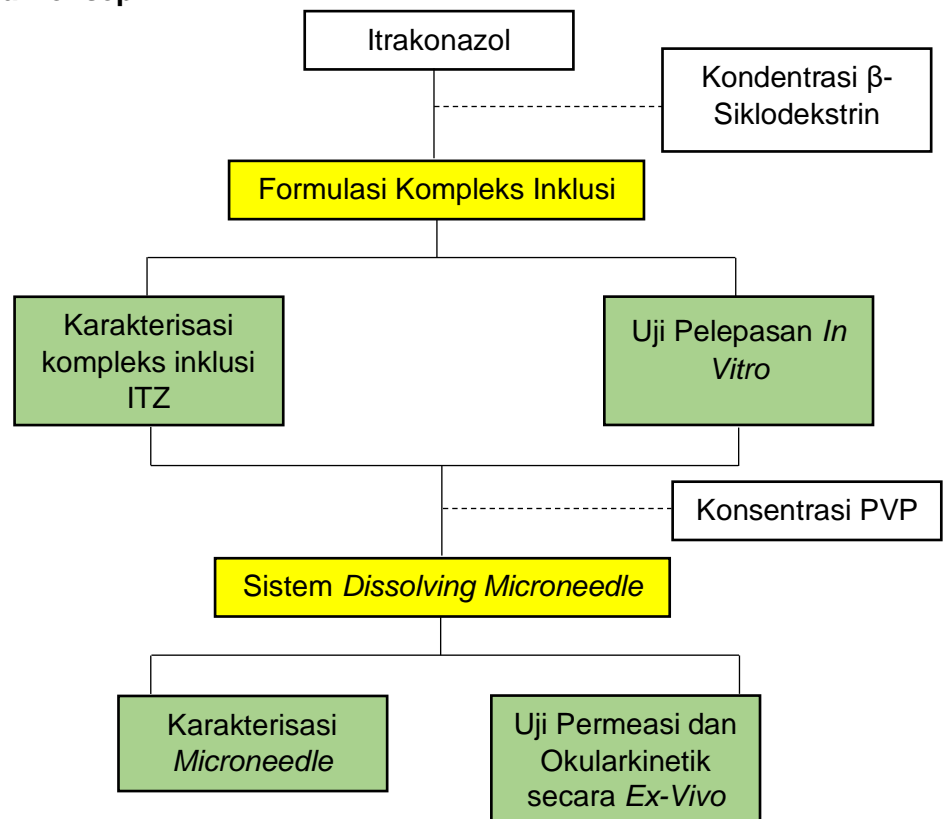 Itrakonazol
Kondentrasi β-
Siklodekstrin
Formulasi Kompleks Inklusi
Karakterisasi
kompleks inklusi
ITZ
Uji Pelepasan In
Vitro
Konsentrasi PVP
Sistem Dissolving Microneedle
Karakterisasi
Microneedle
Uji Permeasi dan
Okularkinetik
secara Ex-Vivo